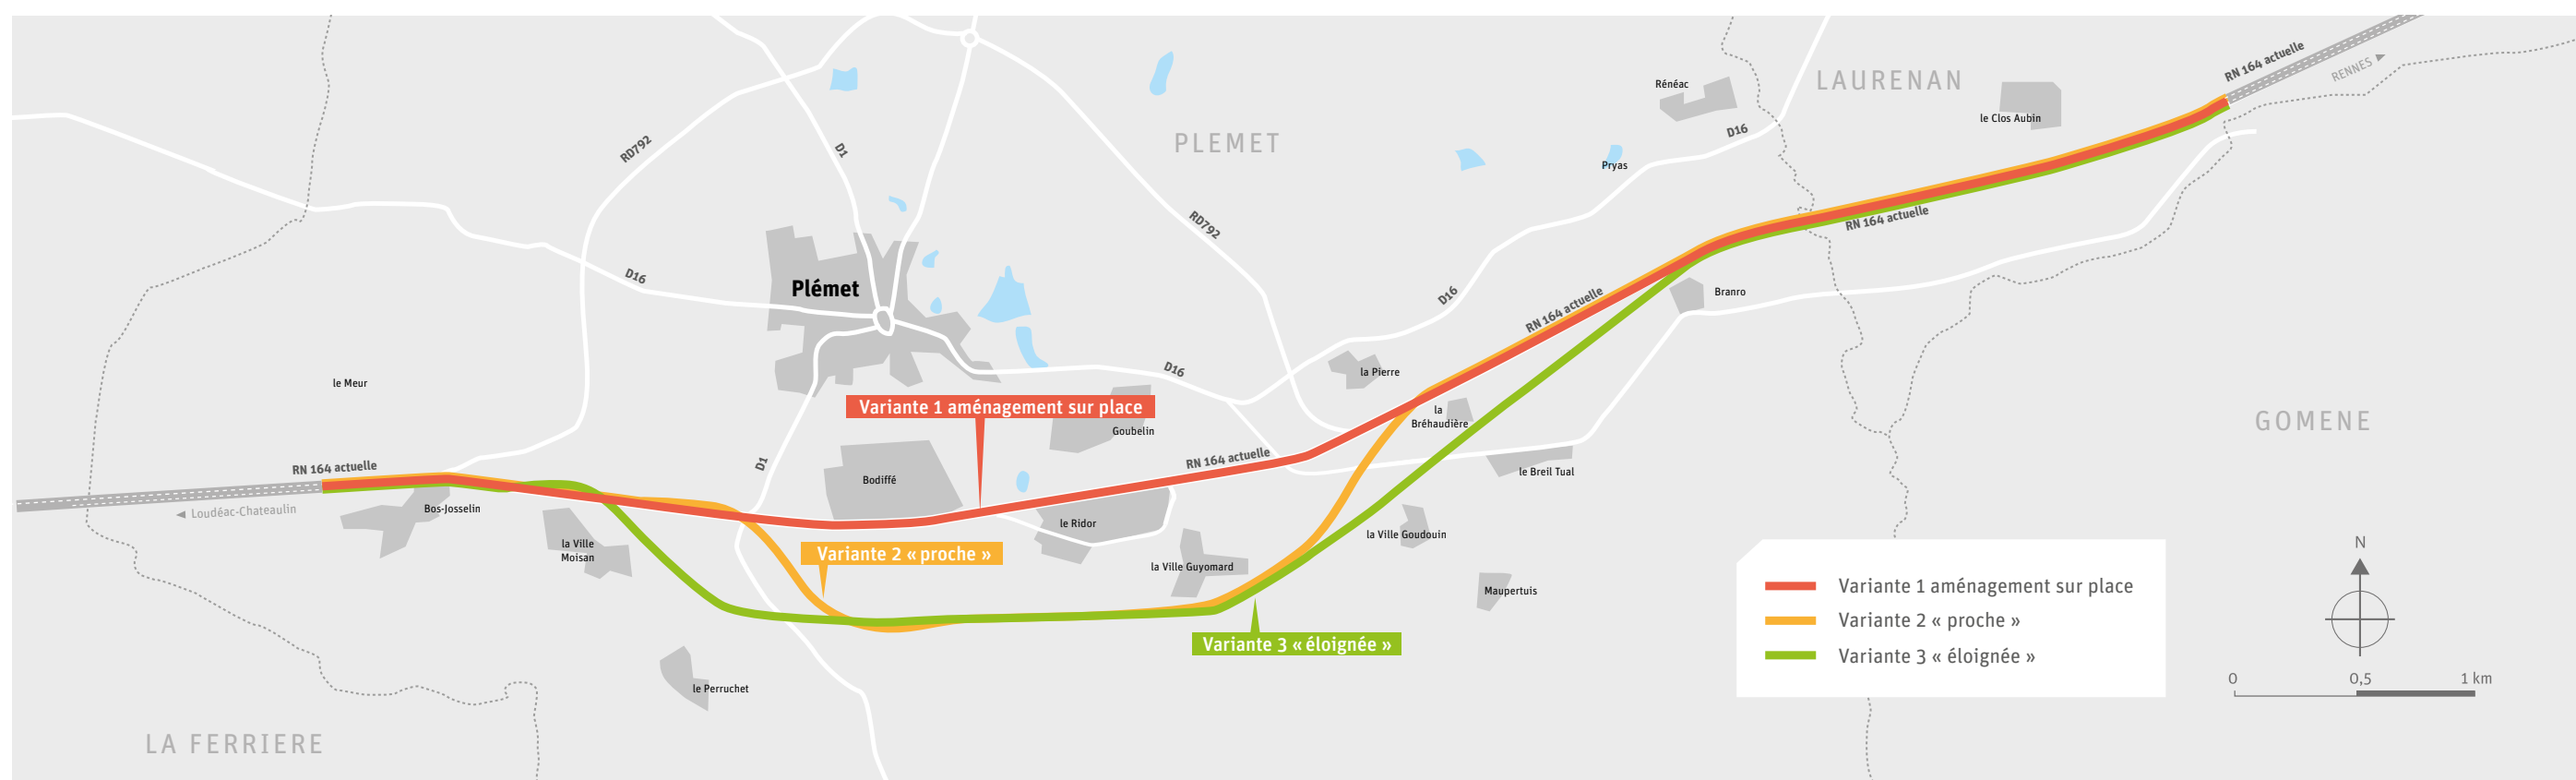 RN 164 actuelle
RENNES
LAURENAN
Rénéac
le Clos Aubin
D16
PLEMET
D1
RD792
Pryas
RD792
RN 164 actuelle
D16
Plémet
Branro
D16
RN 164 actuelle
D16
la Pierre
le Meur
Variante 1 aménagement sur place
la
Bréhaudière
GOMENE
Goubelin
RN 164 actuelle
D1
RN 164 actuelle
le Breil Tual
Bodiffé
Loudéac-Chateaulin
Bos-Josselin
le Ridor
la Ville Goudouin
la Ville
Moisan
Variante 2 « proche »
la Ville Guyomard
Maupertuis
Variante 3 « éloignée »
le Perruchet
LA FERRIERE
Variante 1 aménagement sur place
Variante 2 « proche »
Variante 3 « éloignée »
N
0 0,5 1 km